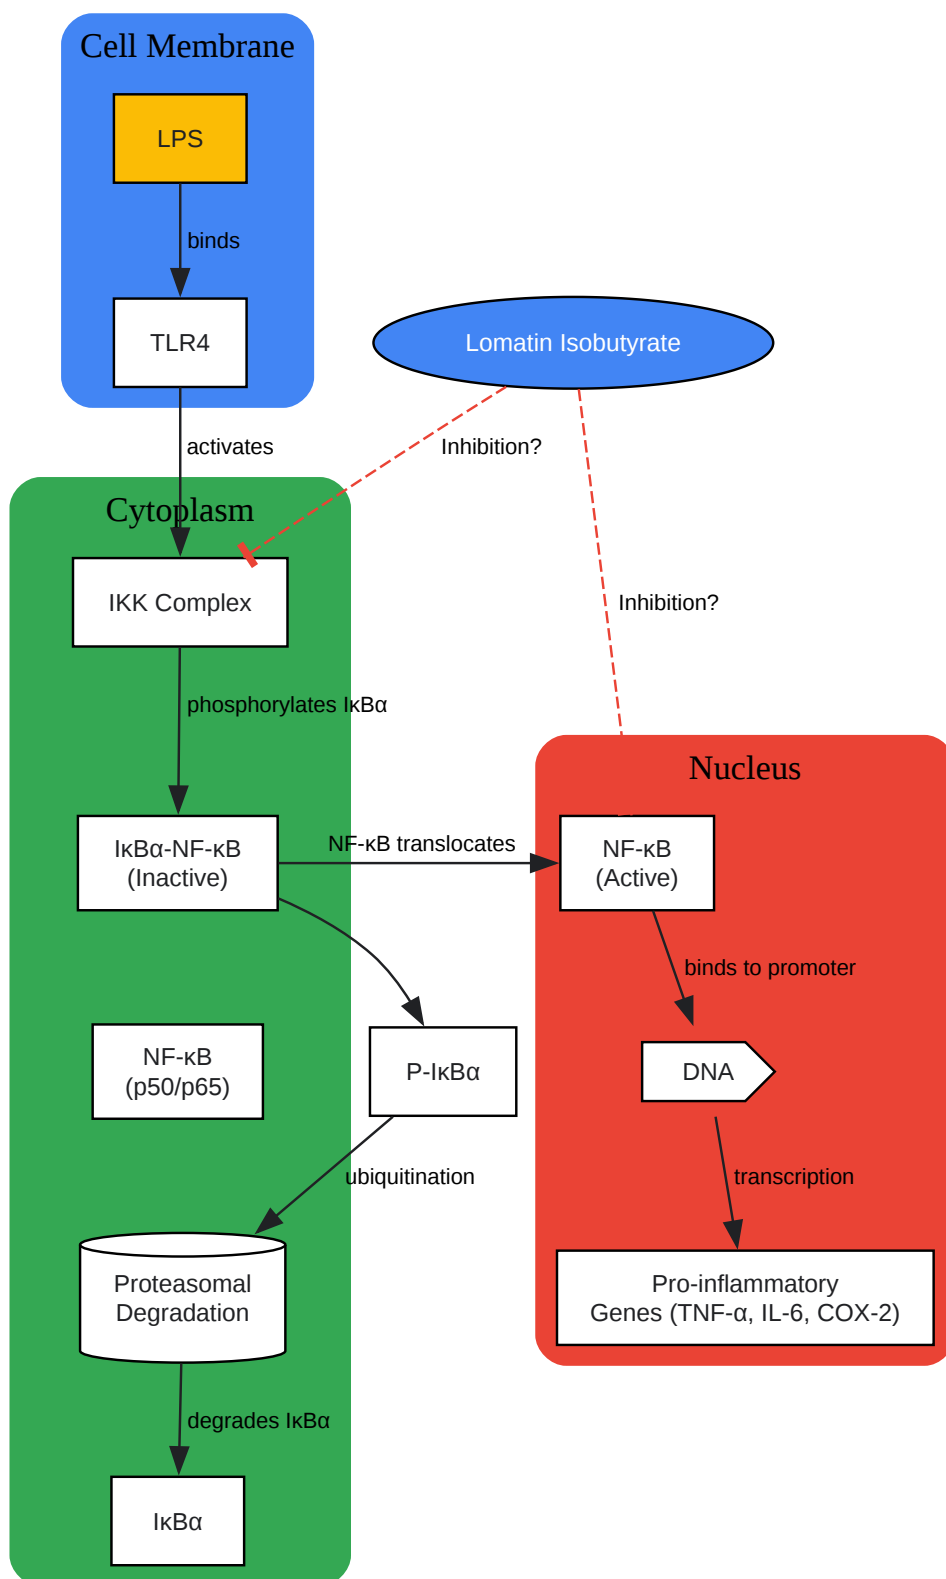 Cell Membrane
LPS
binds
TLR4
Lomatin Isobutyrate
activates
Inhibition?
Cytoplasm
IKK Complex
Inhibition?
phosphorylates IκBα
Nucleus
IκBα-NF-κB
(Inactive)
NF-κB translocates
NF-κB
(Active)
binds to promoter
NF-κB
(p50/p65)
P-IκBα
DNA
ubiquitination
transcription
Proteasomal
Degradation
Pro-inflammatory
Genes (TNF-α, IL-6, COX-2)
degrades IκBα
IκBα